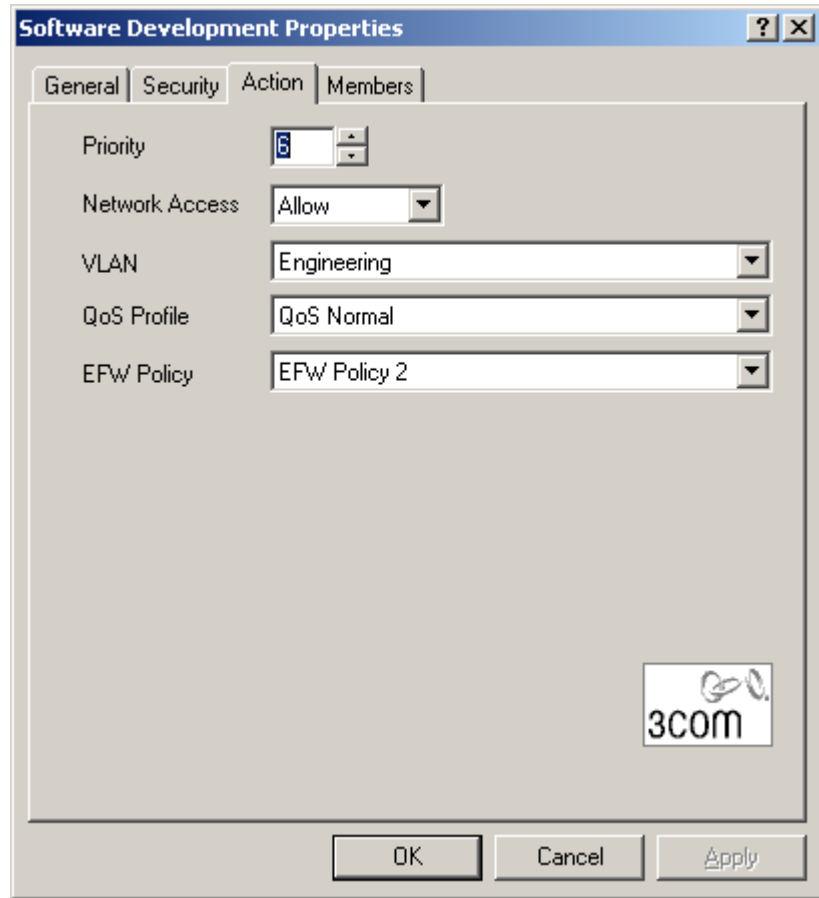 Software Development Properties
General Security Action Members
Priority 6
Network Access Allow
VLAN Engineering
QoS Profile QoS Normal
EFW Policy EFW Policy 2
3com
OK Cancel Apply